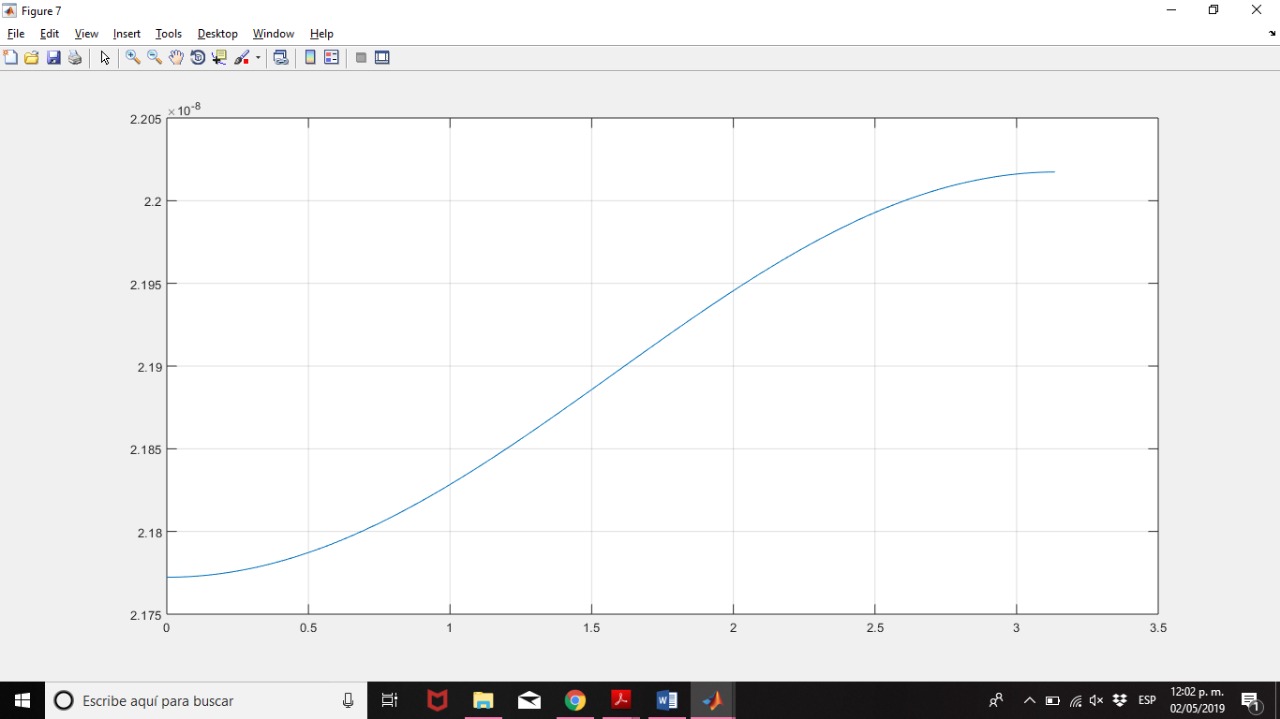 Figure 7
File Edit View Insert Tools Desktop Window Help
× 10-8
2.205
2.2
2.195
2.19
2.185
2.18
2.175
0 0.5 1 1.5 2 2.5 3 3.5
Escribe aquí para buscar
ESP
12:02 p. m.
02/05/2019
1